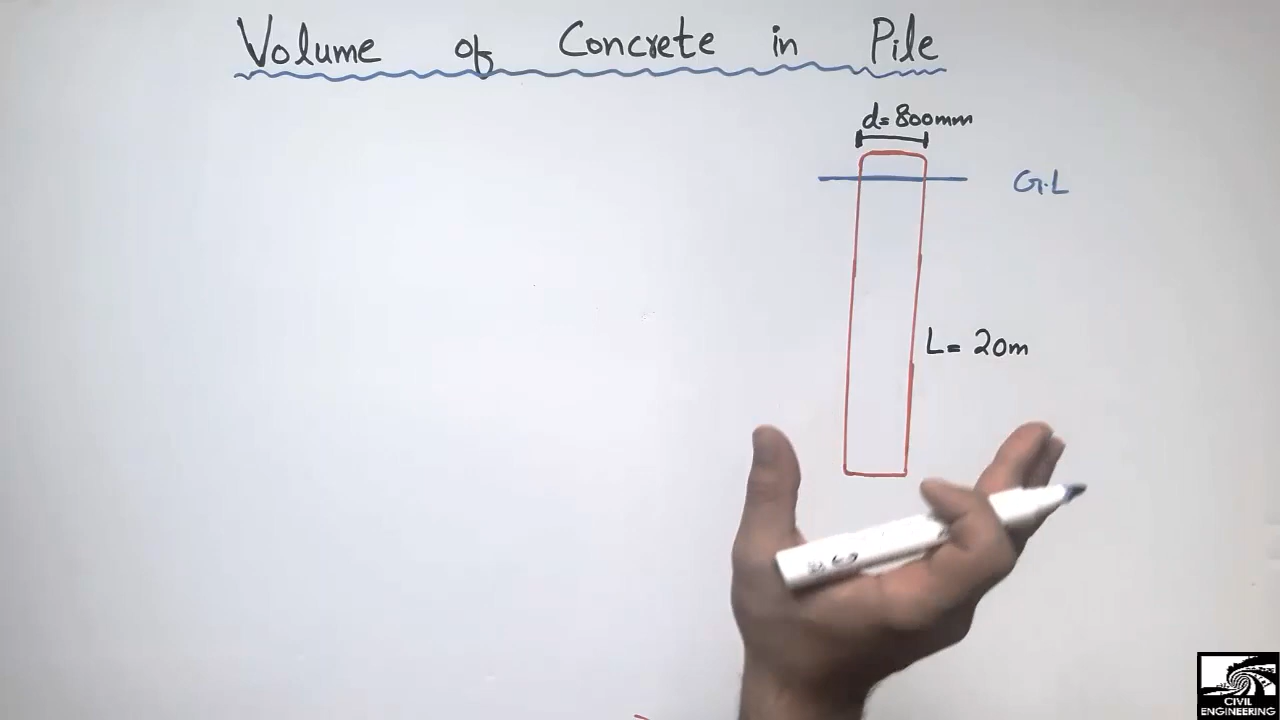 Volume of Concrete in Pile
d= 800mm
G.L
L= 20m
CIVIL
ENGINEERING